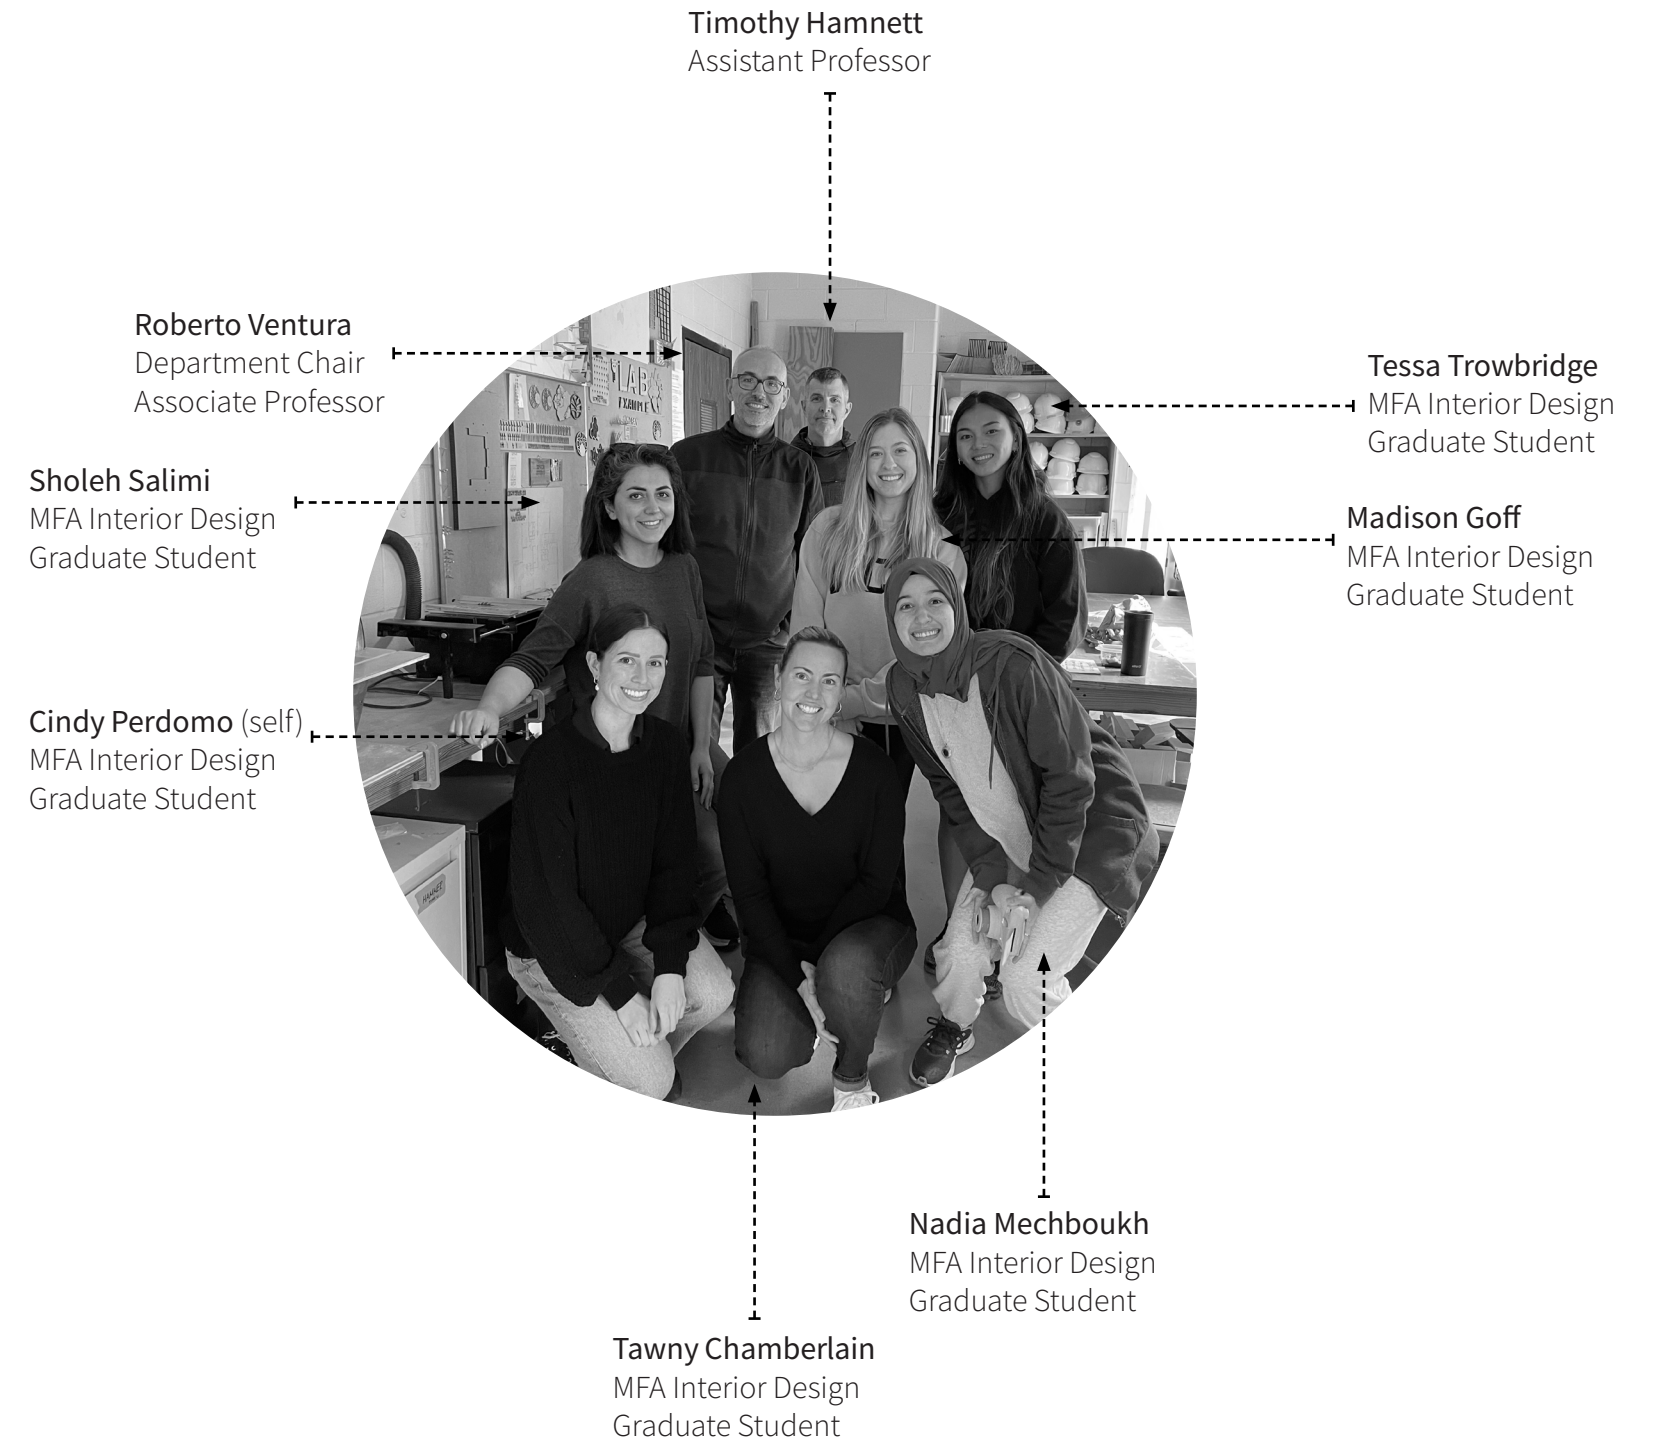 Timothy Hamnett
Assistant Professor
Roberto Ventura
Department Chair
Associate Professor
Tessa Trowbridge
MFA Interior Design
Graduate Student
Sholeh Salimi
MFA Interior Design
Graduate Student
Madison Goff
MFA Interior Design
Graduate Student
Cindy Perdomo (self)
MFA Interior Design
Graduate Student
Nadia Mechboukh
MFA Interior Design
Graduate Student
Tawny Chamberlain
MFA Interior Design
Graduate Student
LAB